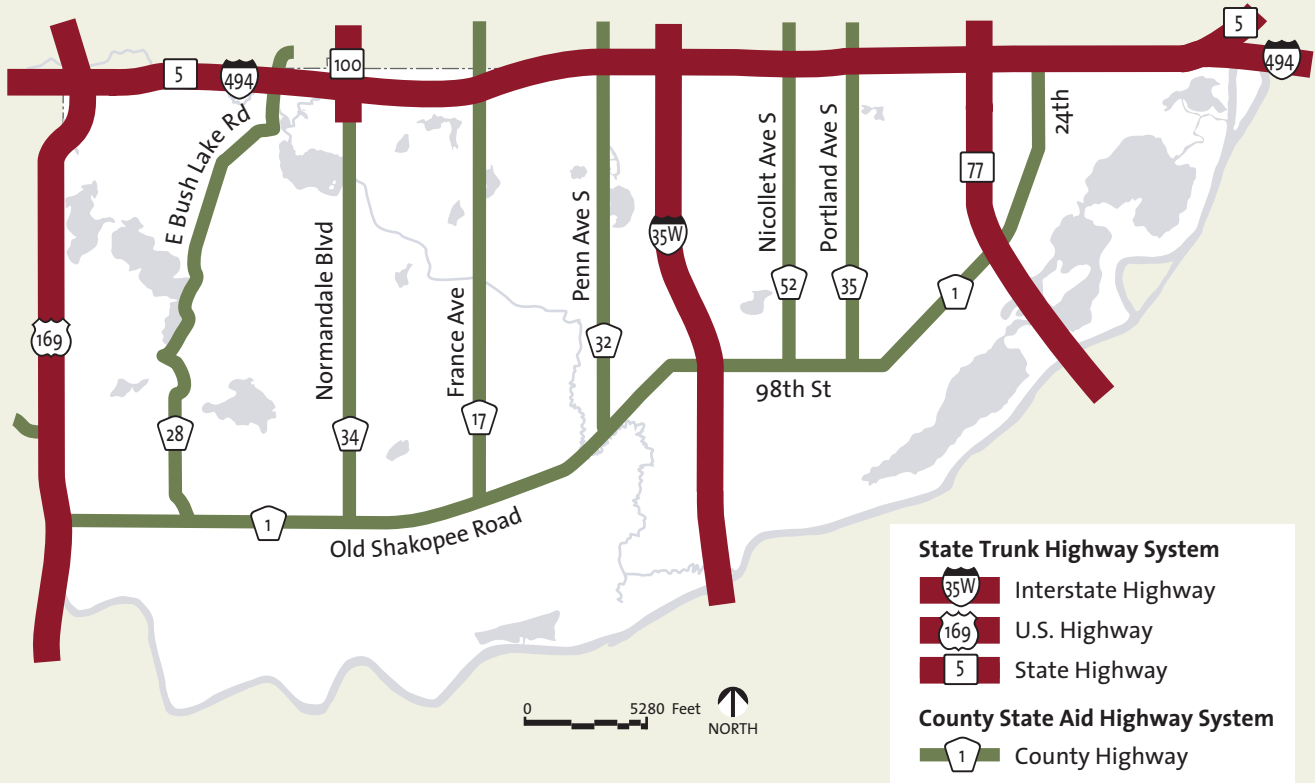 5
494
100
5
494
E Bush Lake Rd
Normandale Blvd
France Ave
Penn Ave S
35W
Nicollet Ave S
Portland Ave S
77
24th
169
28
34
17
32
52
35
1
98th St
1
Old Shakopee Road
0 5280 Feet
NORTH
State Trunk Highway System
35W Interstate Highway
169 U.S. Highway
5 State Highway
County State Aid Highway System
1 County Highway